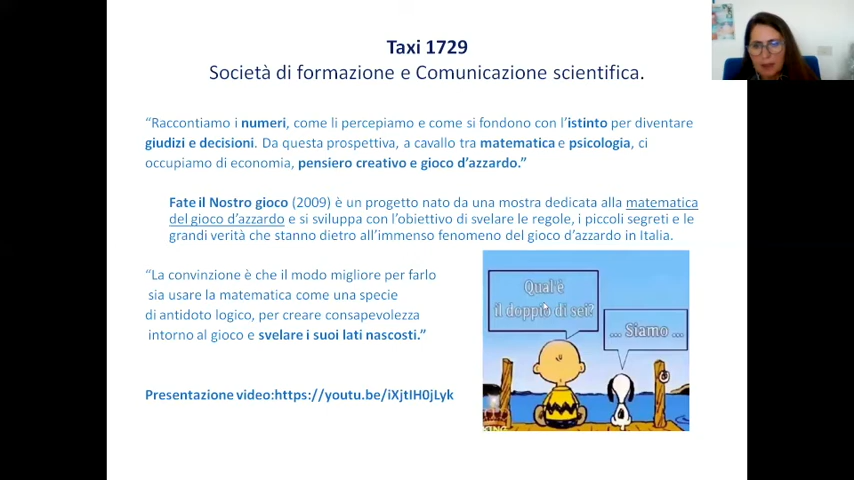 Taxi 1729
Società di formazione e Comunicazione scientifica.
“Raccontiamo i numeri, come li percepiamo e come si fondono con l’istinto per diventare
giudizi e decisioni. Da questa prospettiva, a cavallo tra matematica e psicologia, ci
occupiamo di economia, pensiero creativo e gioco d’azzardo.”
Fate il Nostro gioco (2009) è un progetto nato da una mostra dedicata alla matematica
del gioco d’azzardo e si sviluppa con l’obiettivo di svelare le regole, i piccoli segreti e le
grandi verità che stanno dietro all’immenso fenomeno del gioco d’azzardo in Italia.
“La convinzione è che il modo migliore per farlo
sia usare la matematica come una specie
di antidoto logico, per creare consapevolezza
intorno al gioco e svelare i suoi lati nascosti.”
Qual'è
il doppio di sei?
... Siamo ...
Presentazione video:https://youtu.be/iXjtIH0jLyk
KING